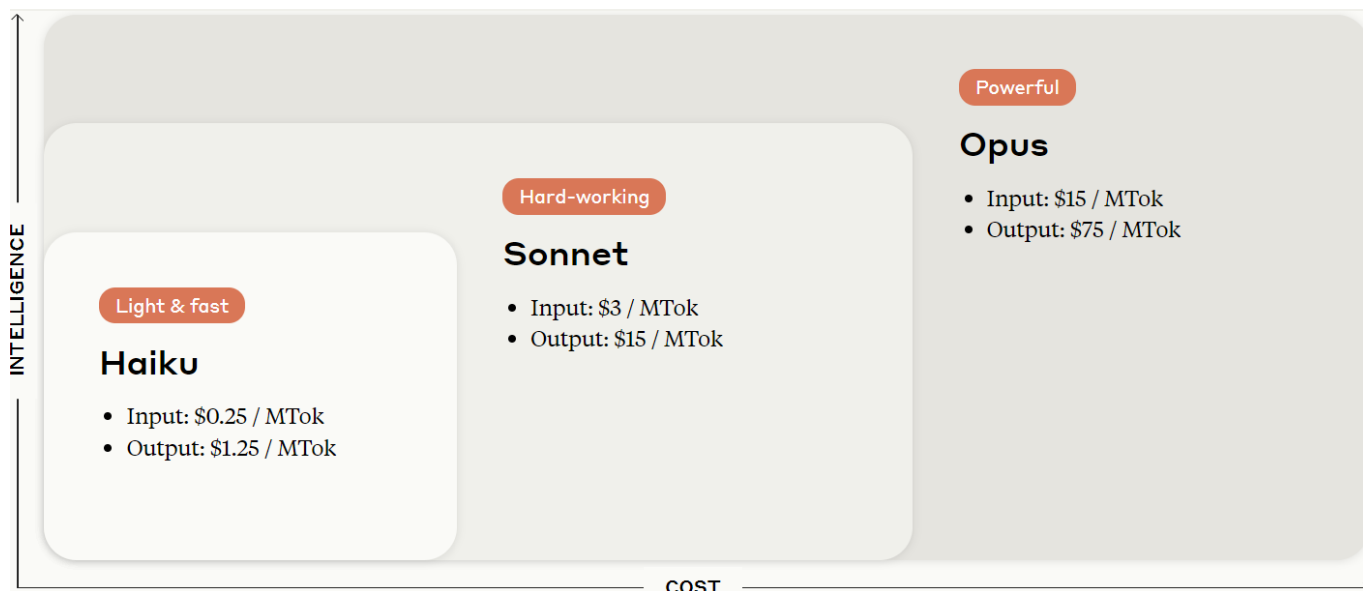 INTELLIGENCE
Light & fast
Haiku
• Input: $0.25 / MTok
• Output: $1.25 / MTok
Hard-working
Sonnet
• Input: $3 / MTok
• Output: $15 / MTok
Powerful
Opus
• Input: $15 / MTok
• Output: $75 / MTok
COST